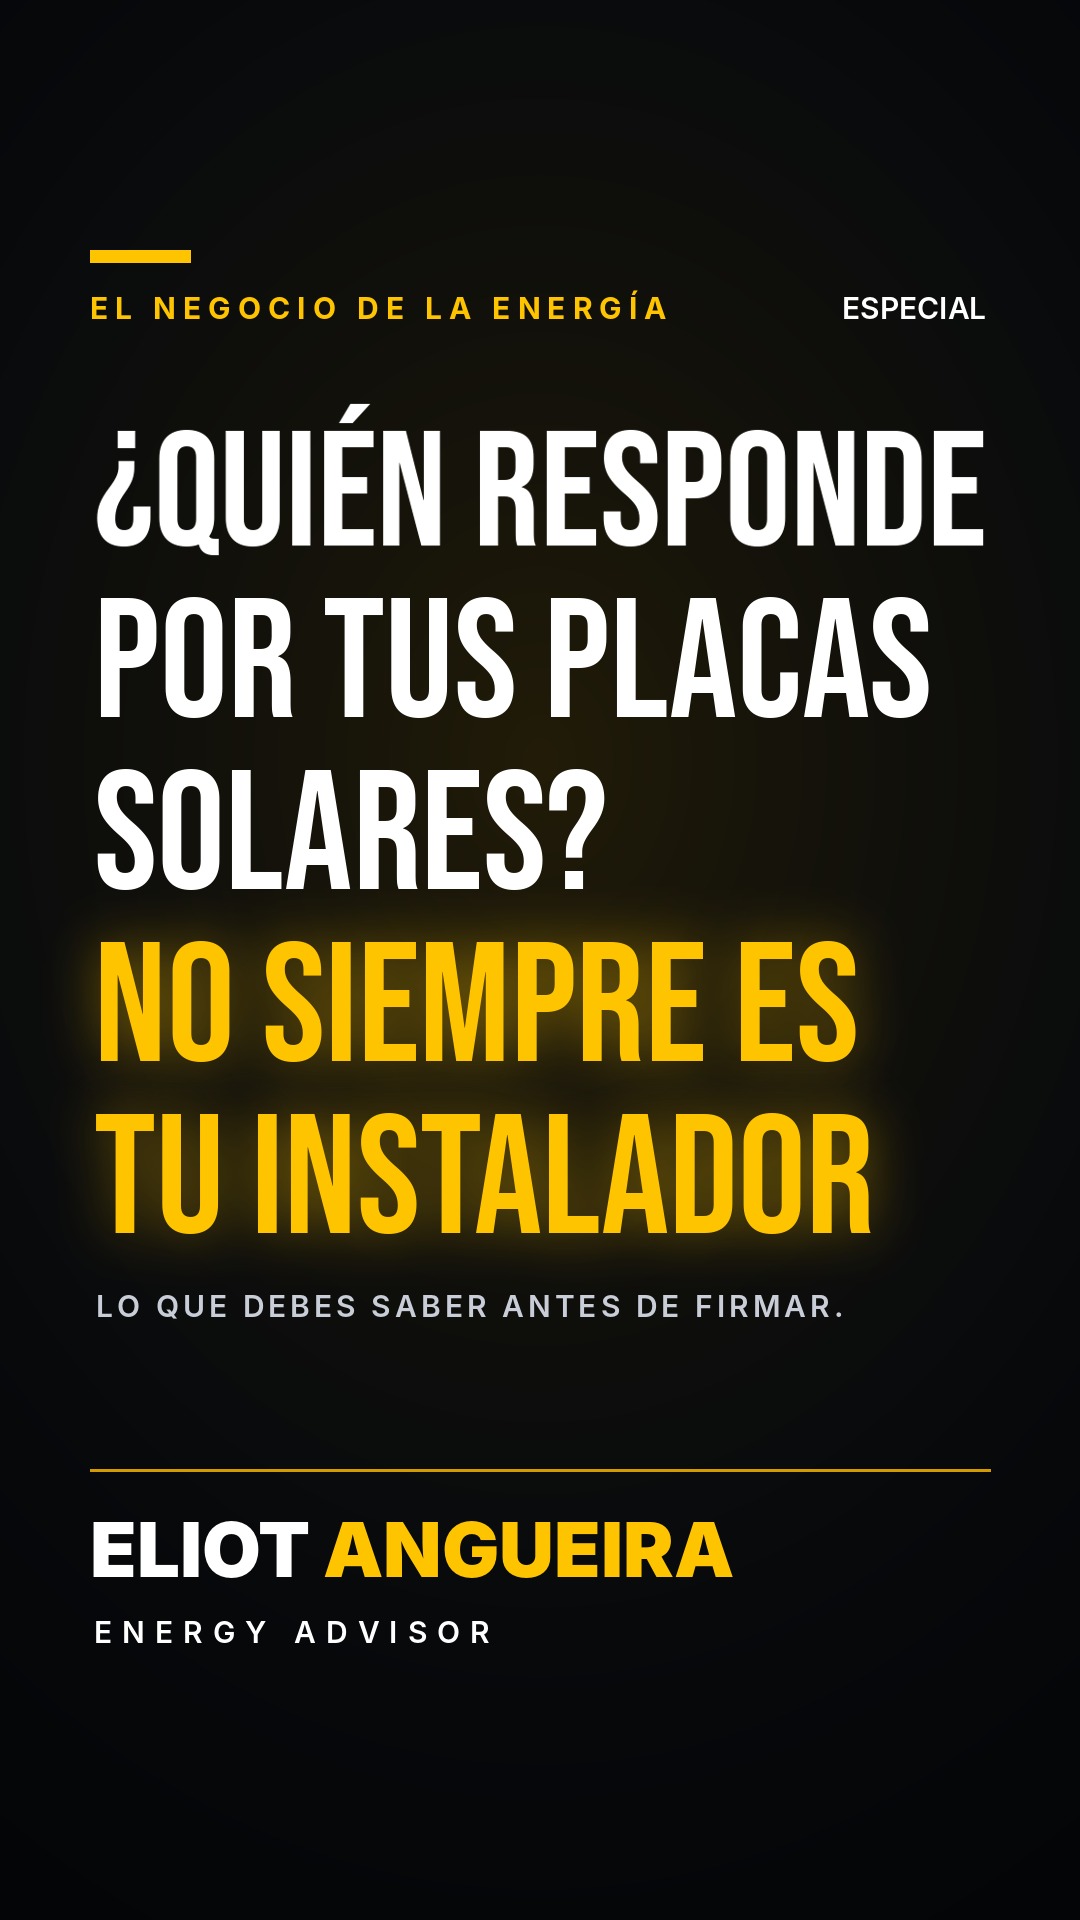 EL NEGOCIO DE LA ENERGÍA
ESPECIAL
¿QUIÉN RESPONDE
POR TUS PLACAS
SOLARES?
NO SIEMPRE ES
TU INSTALADOR
LO QUE DEBES SABER ANTES DE FIRMAR.
ELIOT ANGUEIRA
ENERGY ADVISOR